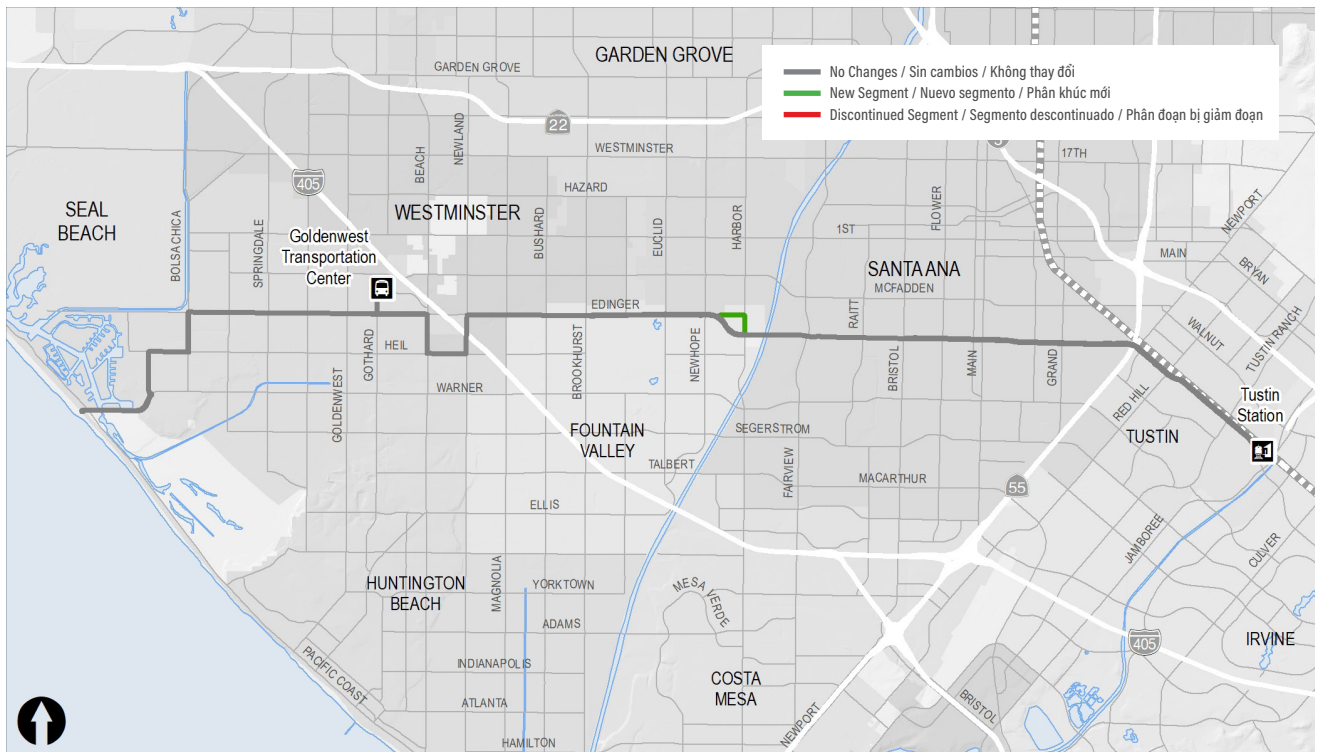 GARDEN GROVE
GARDEN GROVE
No Changes / Sin cambios / Không thay đổi
New Segment / Nuevo segmento / Phân khúc mới
Discontinued Segment / Segmento descontinuado / Phân đoạn bị giảm đoạn
22
NEWLAND
WESTMINSTER
17TH
BEACH
405
HAZARD
FLOWER
NEWPORT
SEAL
BEACH
BOLSA CHICA
SPRINGDALE
WESTMINSTER
BUSHARD
EUCLID
HARBOR
1ST
Goldenwest
Transportation
Center
MAIN
BRYAN
SANTA ANA
MCFADDEN
EDINGER
RAITT
WALNUT
TUSTIN RANCH
GOTHARD
HEIL
BROOKHURST
NEWHOPE
BRISTOL
MAIN
GRAND
WARNER
RED HILL
Tustin
Station
GOLDENWEST
FOUNTAIN
VALLEY
SEGERSTROM
TUSTIN
TALBERT
FAIRVIEW
MACARTHUR
55
ELLIS
JAMBOREE
CULVER
HUNTINGTON
BEACH
MAGNOLIA
YORKTOWN
MESA VERDE
ADAMS
405
IRVINE
PACIFIC COAST
INDIANAPOLIS
COSTA
MESA
ATLANTA
NEWPORT
BRISTOL
HAMILTON